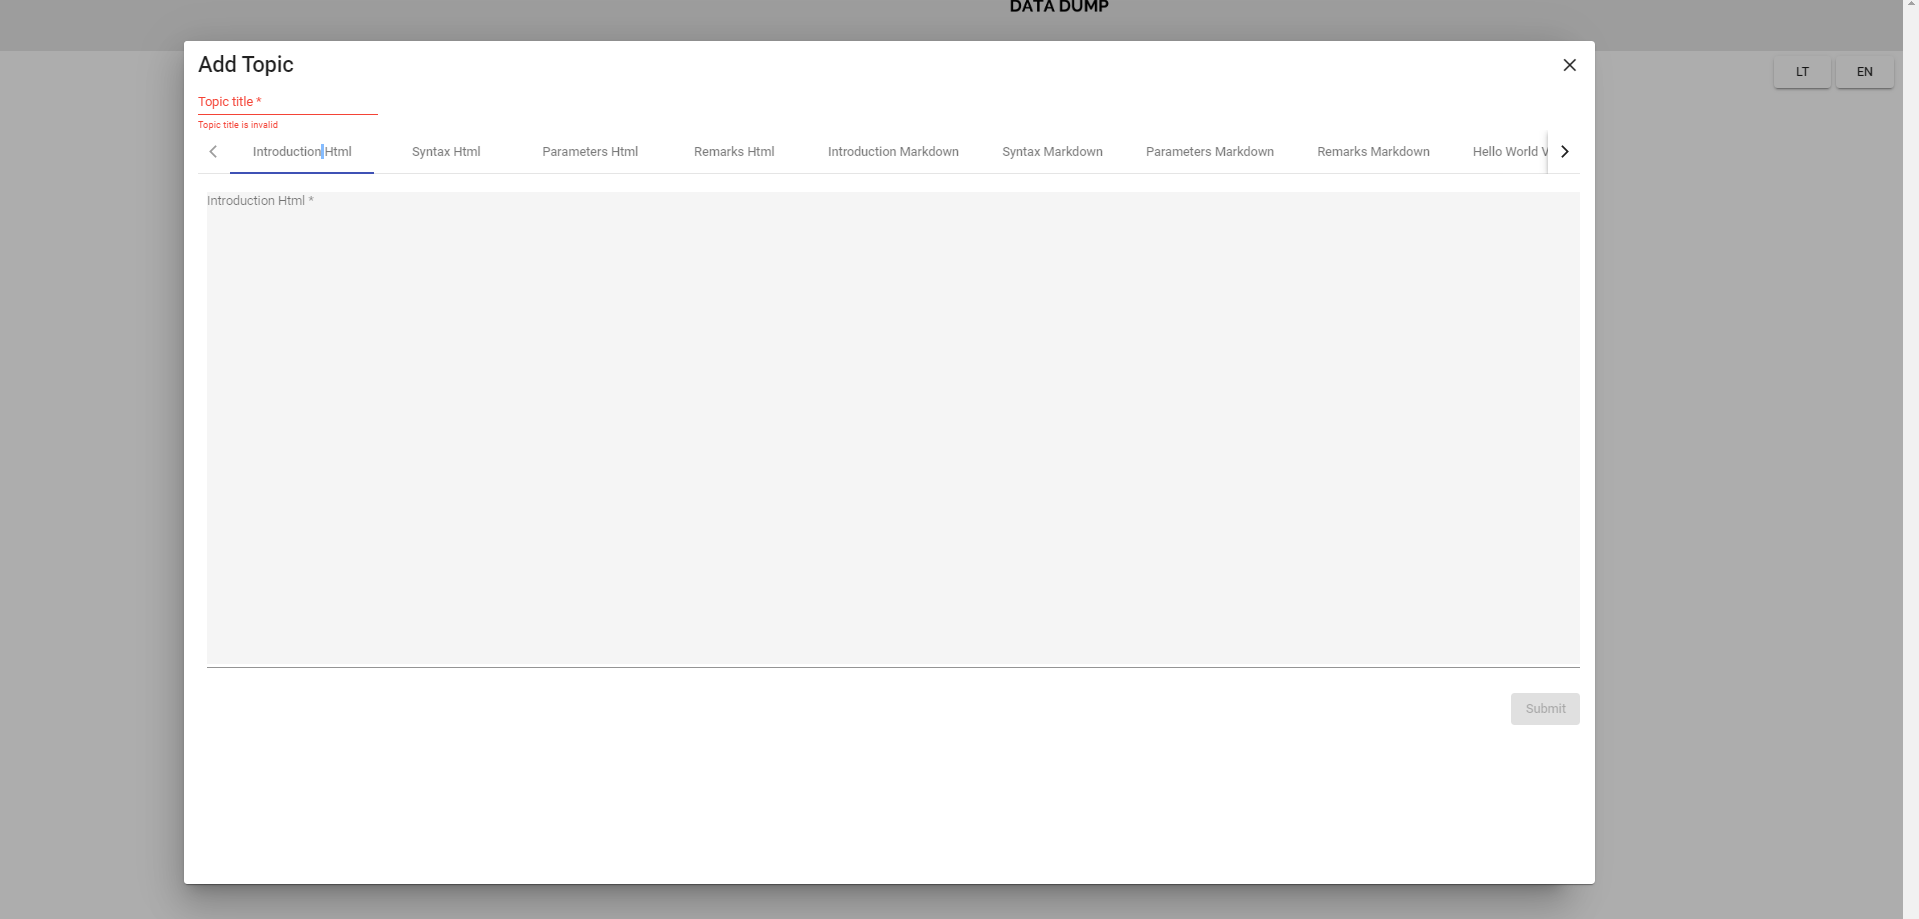 DATA DUMP
LT EN
Add Topic
Topic title *
Topic title is invalid
Introduction Html Syntax Html Parameters Html Remarks Html Introduction Markdown Syntax Markdown Parameters Markdown Remarks Markdown Hello World V
Introduction Html *
Submit